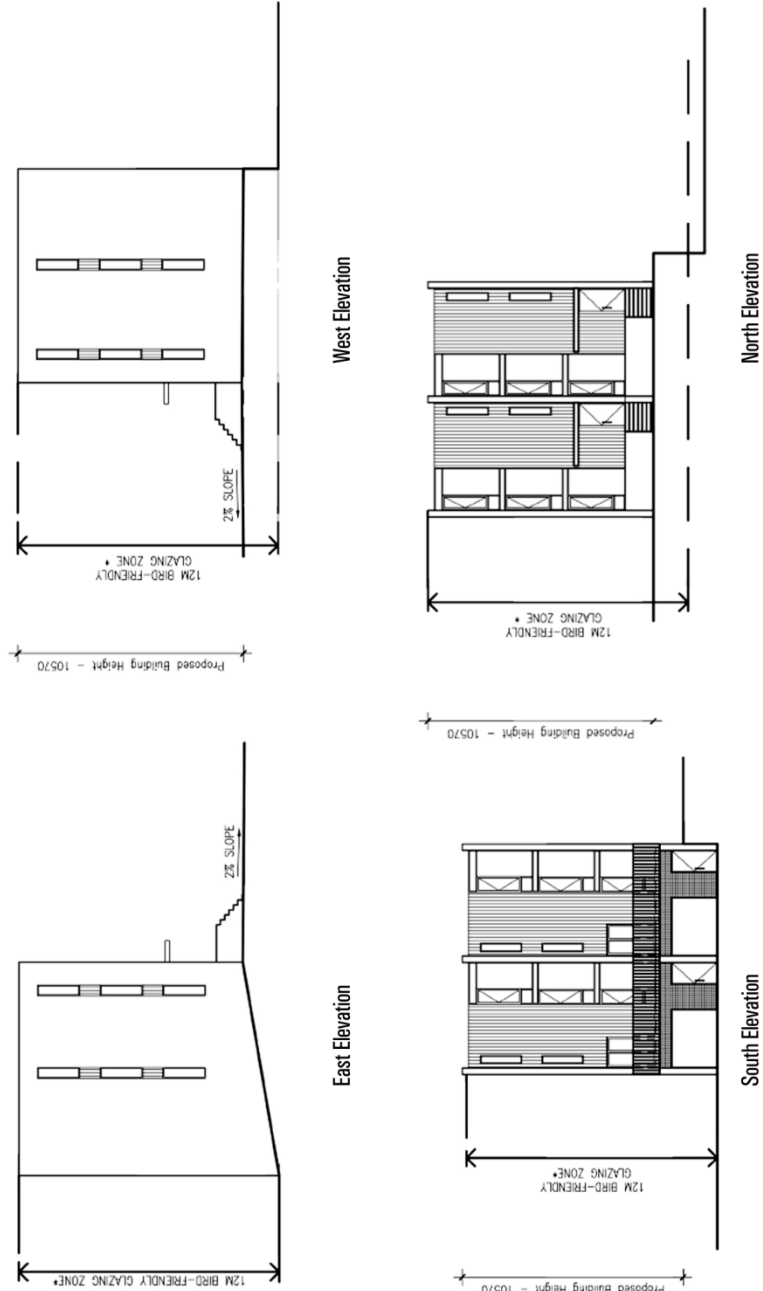 West Elevation
2% SLOPE
12M BIRD-FRIENDLY
GLAZING ZONE *
Proposed Building Height - 10570
North Elevation
12M BIRD-FRIENDLY
GLAZING ZONE *
Proposed Building Height - 10570
East Elevation
2% SLOPE
12M BIRD-FRIENDLY GLAZING ZONE*
South Elevation
12M BIRD-FRIENDLY
GLAZING ZONE*
Proposed Building Height - 10570